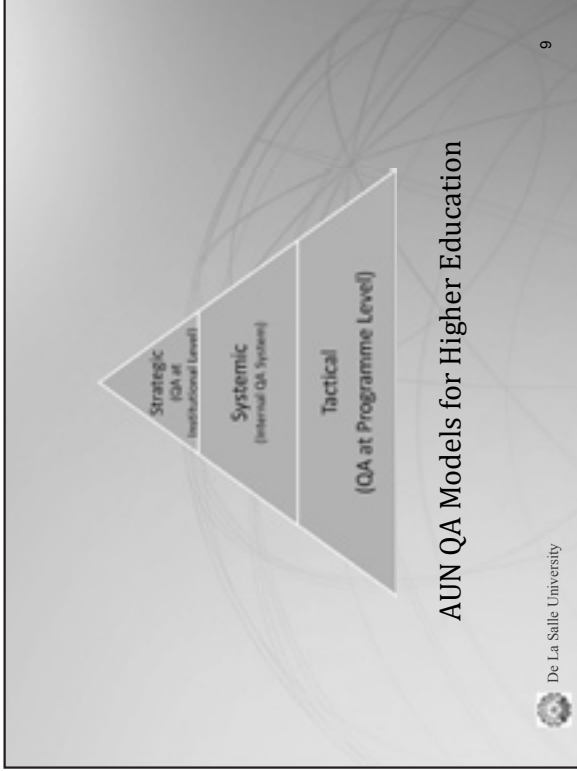 Strategic
(QA at
Institutional Level)
Systemic
(Internal QA System)
Tactical
(QA at Programme Level)
AUN QA Models for Higher Education
De La Salle University
9